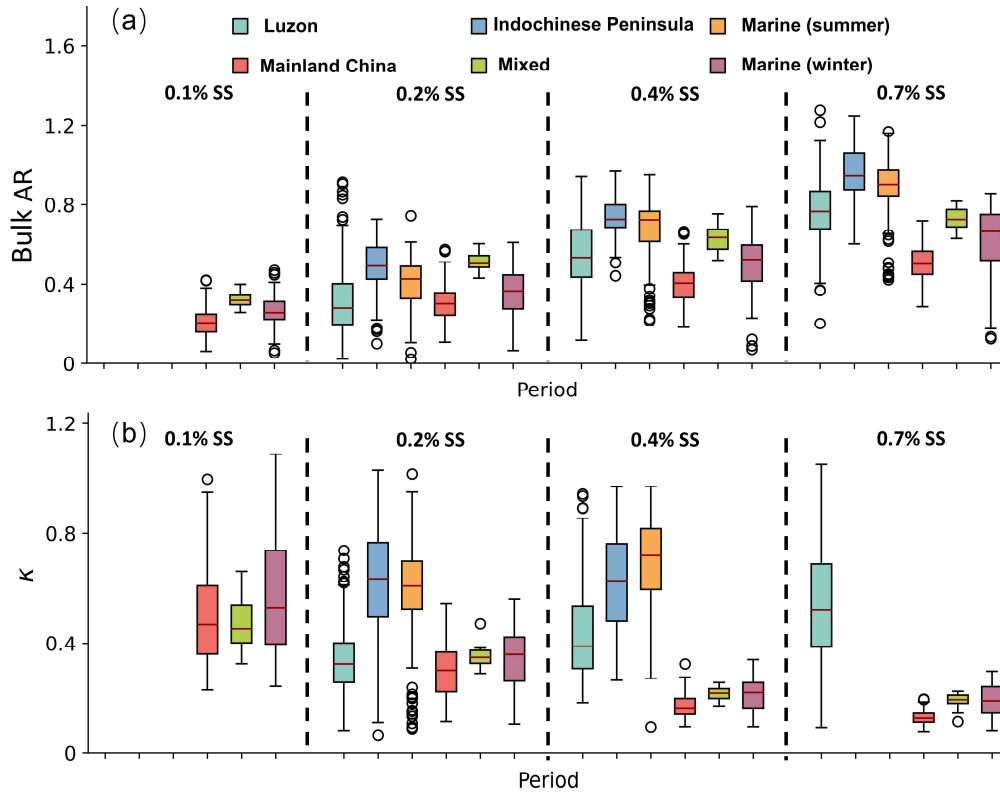 (a)
Luzon
Indochinese Peninsula
Marine (summer)
Mainland China
Mixed
Marine (winter)
0.1% SS
0.2% SS
0.4% SS
0.7% SS
1.6
1.2
0.8
0.4
0
Bulk AR
Period
(b)
0.1% SS
0.2% SS
0.4% SS
0.7% SS
1.2
0.8
0.4
0
κ
Period